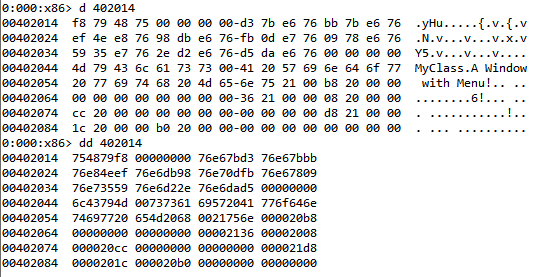 0:000:x86> d 402014
00402014  f8 79 48 75 00 00 00 00-d3 7b e6 76 bb 7b e6 76  .yHu.....{.v.{.v
00402024  ef 4e e8 76 98 db e6 76-fb 0d e7 76 09 78 e6 76  .N.v...v...v.x.v
00402034  59 35 e7 76 2e d2 e6 76-d5 da e6 76 00 00 00 00  Y5.v...v...v....
00402044  4d 79 43 6c 61 73 73 00-41 20 57 69 6e 64 6f 77  MyClass.A Window
00402054  20 77 69 74 68 20 4d 65-6e 75 21 00 b8 20 00 00   with Menu!.. ..
00402064  00 00 00 00 00 00 00 00-36 21 00 00 08 20 00 00  ........6!... ..
00402074  cc 20 00 00 00 00 00 00-00 00 00 00 d8 21 00 00  . ...........!..
00402084  1c 20 00 00 b0 20 00 00-00 00 00 00 00 00 00 00  . ... ..........
0:000:x86> dd 402014
00402014  754879f8 00000000 76e67bd3 76e67bbb
00402024  76e84eef 76e6db98 76e70dfb 76e67809
00402034  76e73559 76e6d22e 76e6dad5 00000000
00402044  6c43794d 00737361 69572041 776f646e
00402054  74697720 654d2068 0021756e 000020b8
00402064  00000000 00000000 00002136 00002008
00402074  000020cc 00000000 00000000 000021d8
00402084  0000201c 000020b0 00000000 00000000